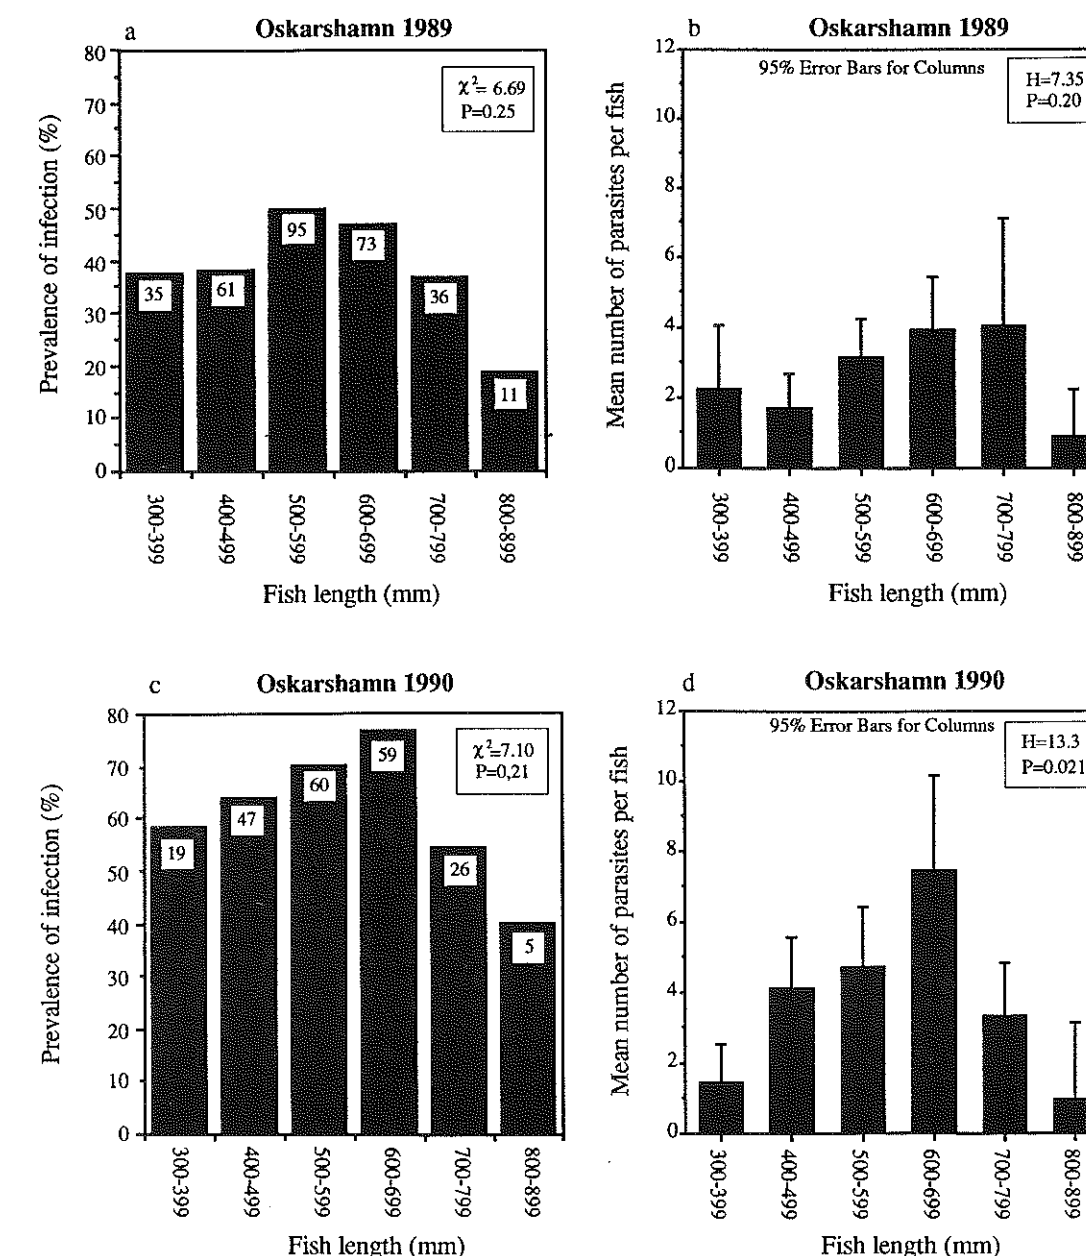 a
Oskarshamn 1989
80
70
60
50
40
30
20
10
0
Prevalence of infection (%)
χ²= 6.69
P=0.25
35
61
95
73
36
11
300-399
400-499
500-599
600-699
700-799
800-899
Fish length (mm)
b
Oskarshamn 1989
12
10
8
6
4
2
0
Mean number of parasites per fish
95% Error Bars for Columns
H=7.35
P=0.20
300-399
400-499
500-599
600-699
700-799
800-899
Fish length (mm)
c
Oskarshamn 1990
80
70
60
50
40
30
20
10
0
Prevalence of infection (%)
χ²=7.10
P=0,21
19
47
60
59
26
5
300-399
400-499
500-599
600-699
700-799
800-899
Fish length (mm)
d
Oskarshamn 1990
12
10
8
6
4
2
0
Mean number of parasites per fish
95% Error Bars for Columns
H=13.3
P=0.021
300-399
400-499
500-599
600-699
700-799
800-899
Fish length (mm)